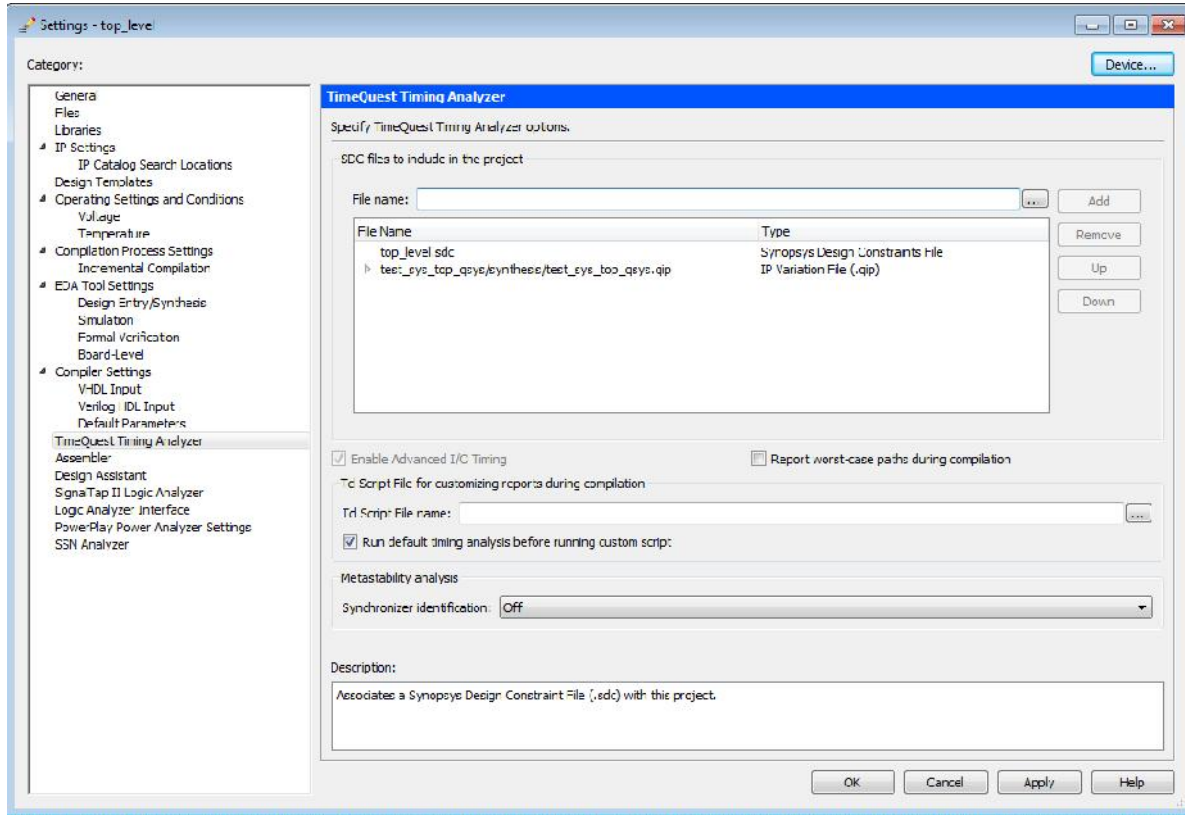 Settings - top_level
Category:
Device...
General
Files
Libraries
IP Settings
IP Catalog Search Locations
Design Templates
Operating Settings and Conditions
Voltage
Temperature
Compilation Process Settings
Incremental Compilation
EDA Tool Settings
Design Entry/Synthesis
Simulation
Formal Verification
Board-Level
Compiler Settings
VHDL Input
Verilog HDL Input
Default Parameters
TimeQuest Timing Analyzer
Assembler
Design Assistant
SignalTap II Logic Analyzer
Logic Analyzer Interface
PowerPlay Power Analyzer Settings
SSN Analyzer
TimeQuest Timing Analyzer
Specify TimeQuest Timing Analyzer options.
SDC files to include in the project
File name:
...
Add
File Name Type
Remove
top_level.sdc Synopsys Design Constraints File
test_sys_top_qsys/synthesis/test_sys_top_qsys.qip IP Variation File (.qip)
Up
Down
Enable Advanced I/O Timing
Report worst-case paths during compilation
Tcl Script File for customizing reports during compilation
Tcl Script File name:
...
Run default timing analysis before running custom script
Metastability analysis
Synchronizer identification: Off
Description:
Associates a Synopsys Design Constraint File (.sdc) with this project.
OK Cancel Apply Help